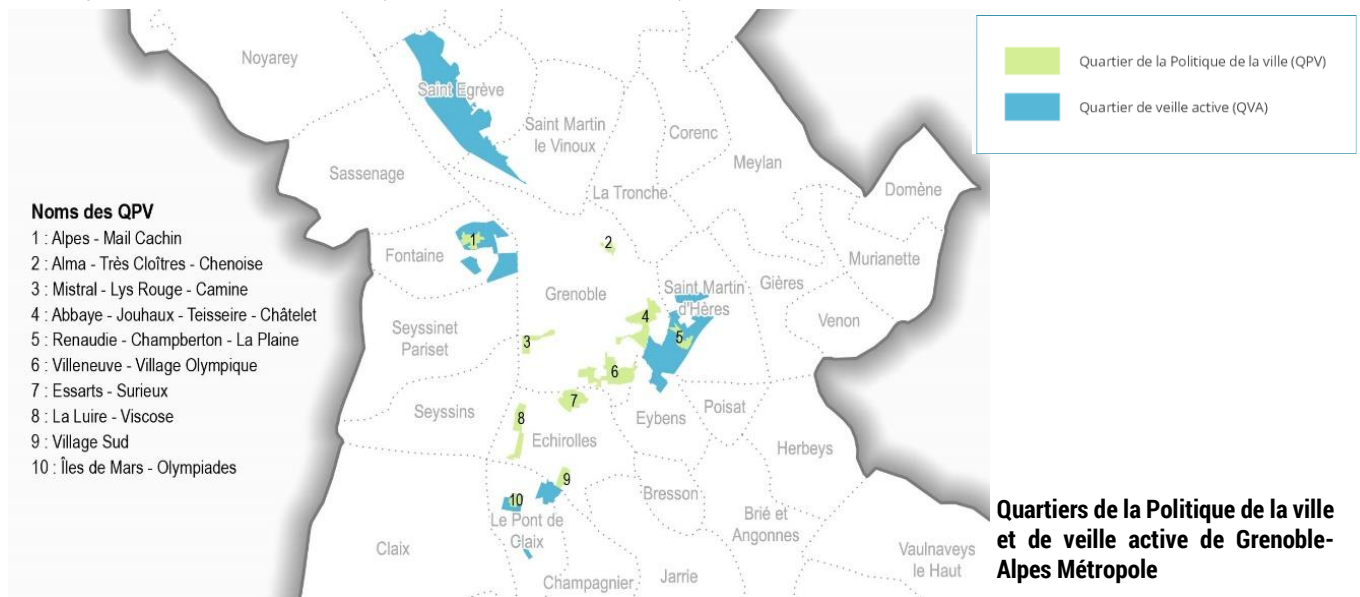 Noyarey
Saint Egrève
Saint Martin
le Vinoux
Corenc
Meylan
Sassenage
La Tronche
Domène
Quartier de la Politique de la ville (QPV)
Quartier de veille active (QVA)
Noms des QPV
1 : Alpes - Mail Cachin
2 : Alma - Très Cloîtres - Chenoise
3 : Mistral - Lys Rouge - Camine
4 : Abbaye - Jouhaux - Teisseire - Châtelet
5 : Renaudie - Champberton - La Plaine
6 : Villeneuve - Village Olympique
7 : Essarts - Surieux
8 : La Luire - Viscose
9 : Village Sud
10 : Îles de Mars - Olympiades
1
2
Fontaine
Murianette
Grenoble
Saint Martin
d'Hères
Gières
Venon
4
5
3
Seyssinet
Pariset
6
7
Seyssins
8
Echirolles
Eybens
Poisat
Herbeys
9
10
Le Pont de
Claix
Bresson
Brié et
Angonnes
Claix
Champagnier
Jarrie
Vaulnaveys
le Haut
Quartiers de la Politique de la ville
et de veille active de Grenoble-
Alpes Métropole